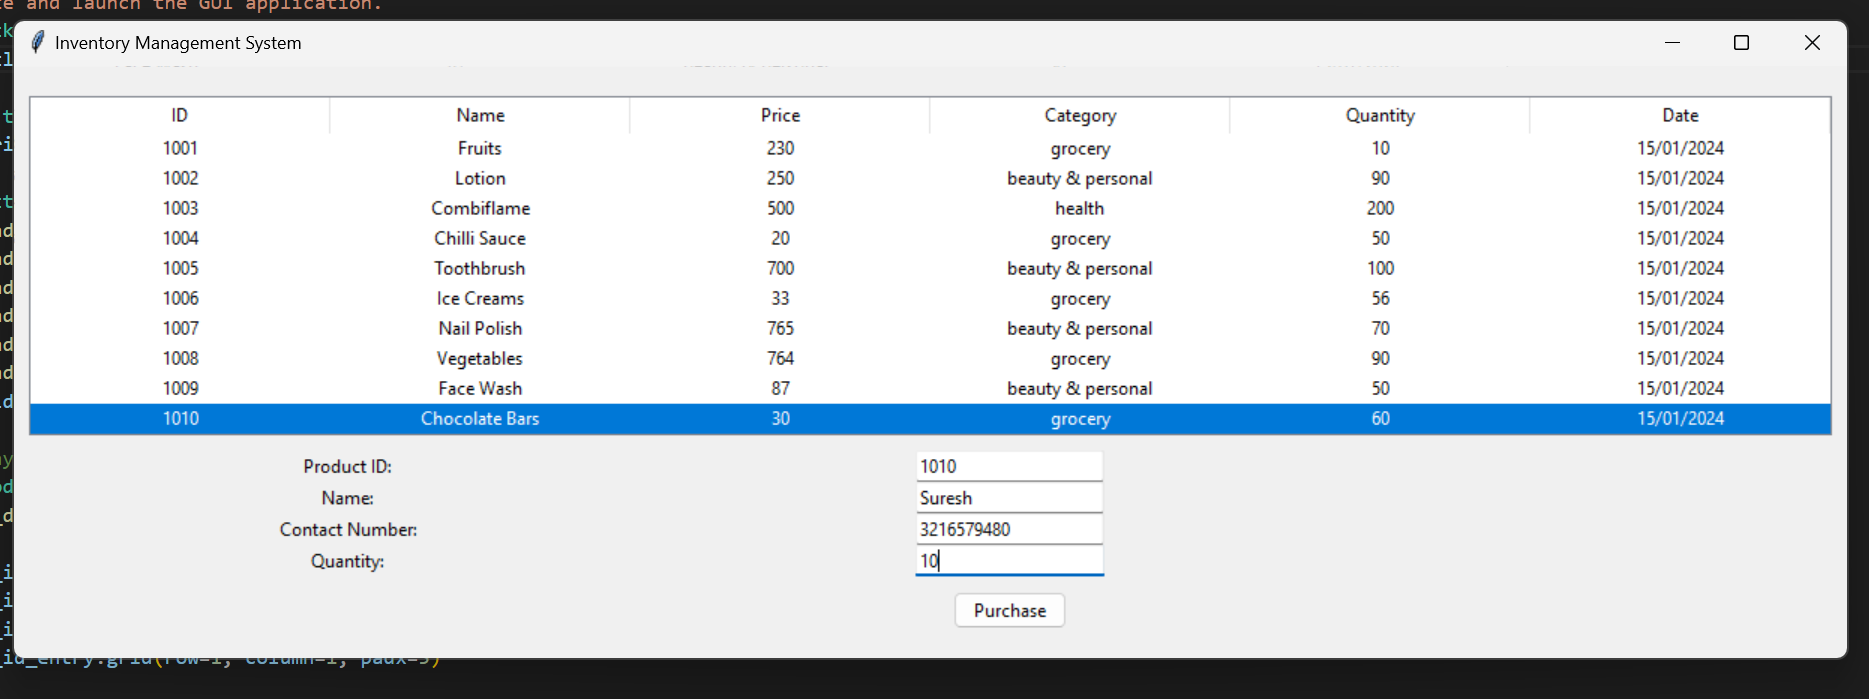 te and launch the GUI application.
Inventory Management System
ID Name Price Category Quantity Date
1001 Fruits 230 grocery 10 15/01/2024
1002 Lotion 250 beauty & personal 90 15/01/2024
1003 Combiflame 500 health 200 15/01/2024
1004 Chilli Sauce 20 grocery 50 15/01/2024
1005 Toothbrush 700 beauty & personal 100 15/01/2024
1006 Ice Creams 33 grocery 56 15/01/2024
1007 Nail Polish 765 beauty & personal 70 15/01/2024
1008 Vegetables 764 grocery 90 15/01/2024
1009 Face Wash 87 beauty & personal 50 15/01/2024
1010 Chocolate Bars 30 grocery 60 15/01/2024
Product ID: 1010
Name: Suresh
Contact Number: 3216579480
Quantity: 10
Purchase
_id_entry.grid(row=1, column=1, padx=5)